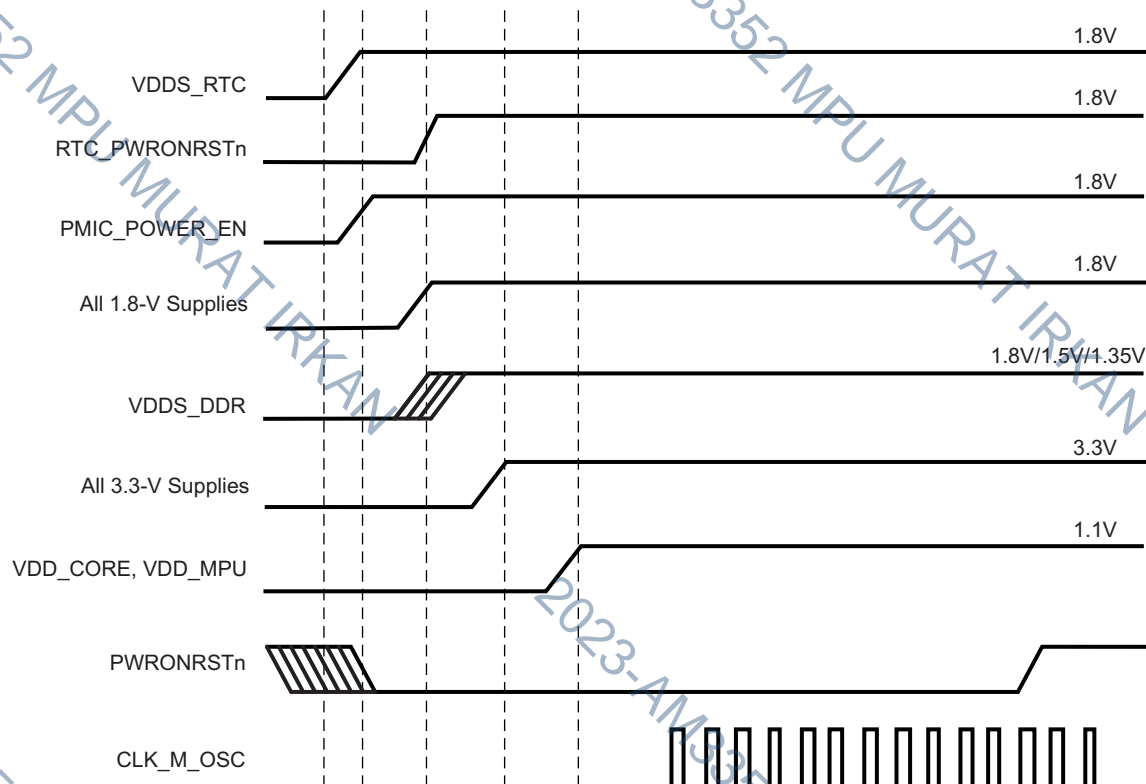 1.8V
VDDS_RTC
1.8V
RTC_PWRONRSTn
1.8V
PMIC_POWER_EN
1.8V
All 1.8-V Supplies
1.8V/1.5V/1.35V
VDDS_DDR
3.3V
All 3.3-V Supplies
1.1V
VDD_CORE, VDD_MPU
PWRONRSTn
CLK_M_OSC
52 MPU MURAT IRKAN
3352 MPU MURAT IRKAN
2023-AM335